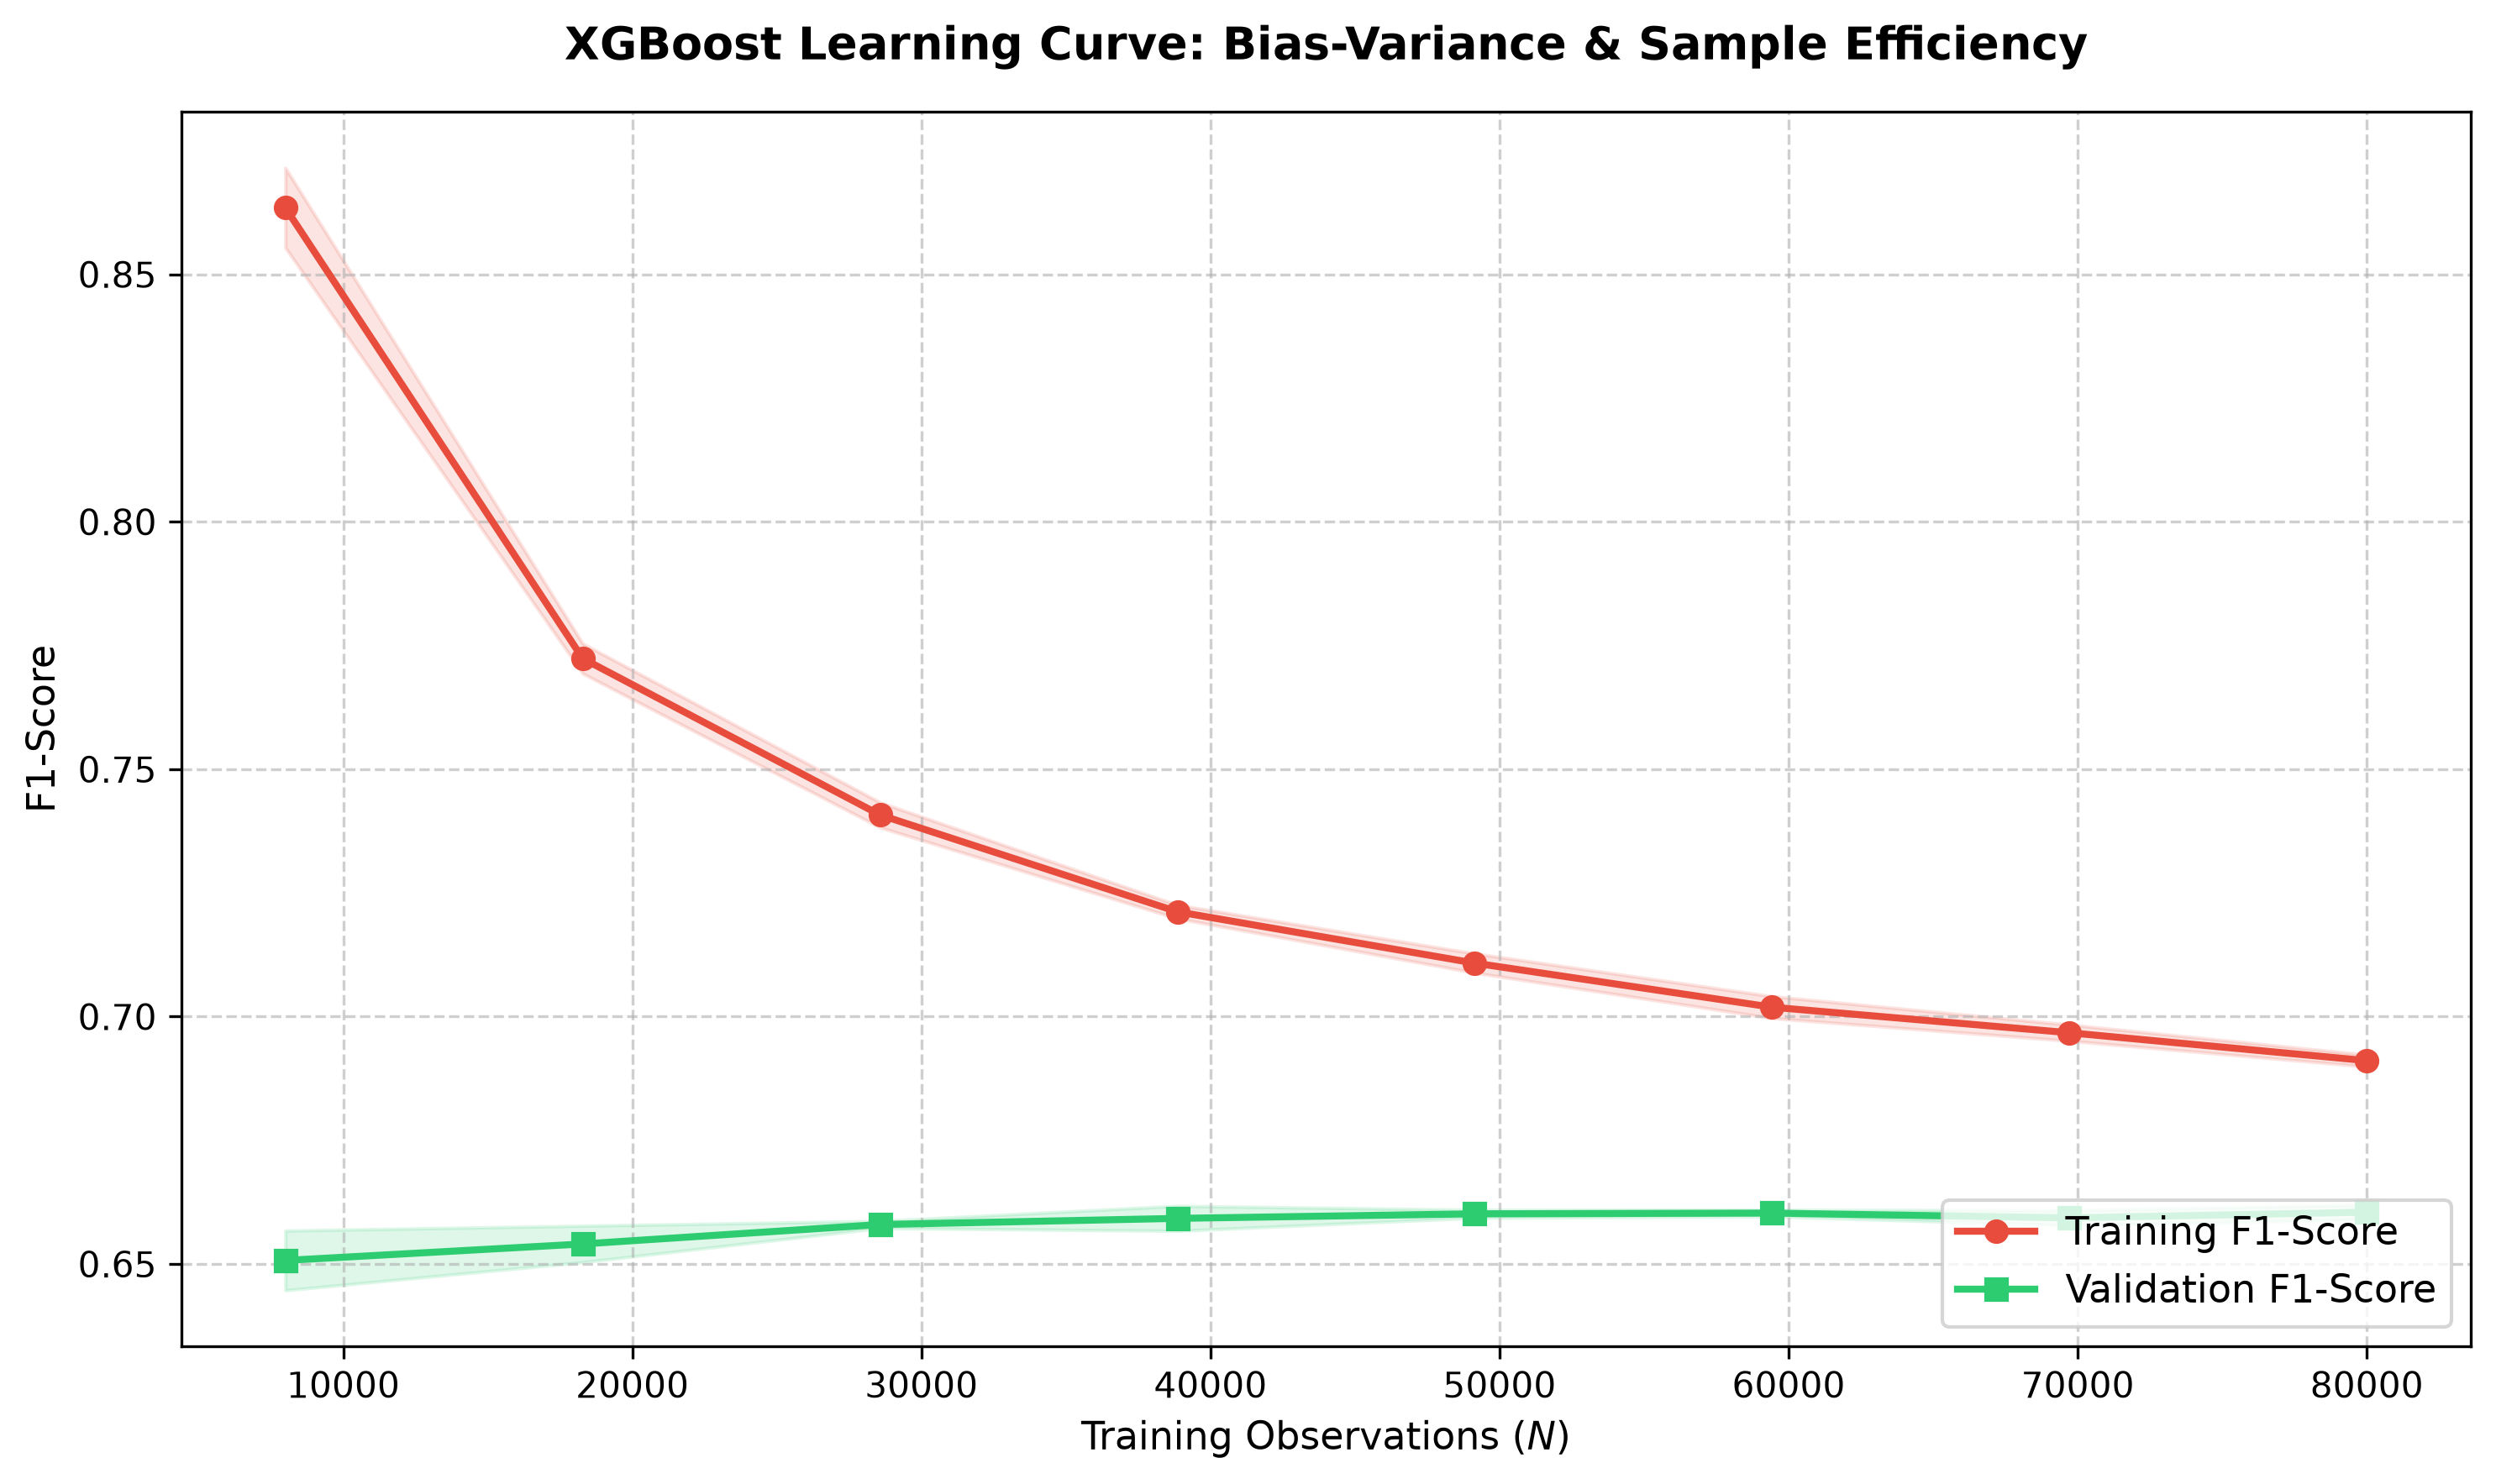 XGBoost Learning Curve: Bias-Variance & Sample Efficiency
F1-Score
0.85
0.80
0.75
0.70
0.65
10000 20000 30000 40000 50000 60000 70000 80000
Training Observations (N)
Training F1-Score
Validation F1-Score